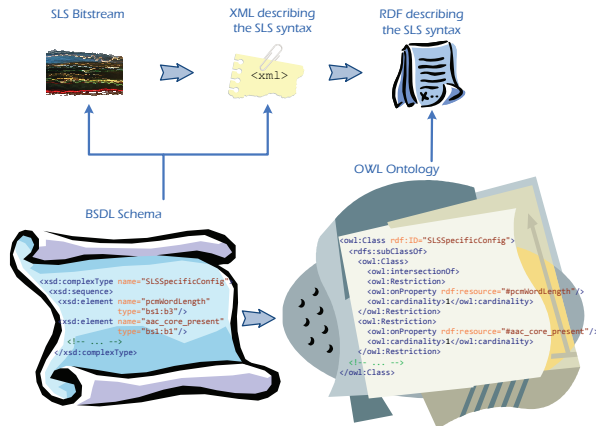 SLS Bitstream
XML describing
the SLS syntax
RDF describing
the SLS syntax
<xml>
OWL Ontology
BSDL Schema
<xsd:complexType name="SLSSpecificConfig">
<xsd:sequence>
<xsd:element name="pcmWordLength"
type="bs1:b3"/>
<xsd:element name="aac_core_present"
type="bs1:b1"/>
<!-- ... -->
</xsd:complexType>
<owl:Class rdf:ID="SLSSpecificConfig">
<rdfs:subClassOf>
<owl:Class>
<owl:intersectionOf>
<owl:Restriction>
<owl:onProperty rdf:resource="#pcmWordLength"/>
<owl:cardinality>1</owl:cardinality>
</owl:Restriction>
<owl:Restriction>
<owl:onProperty rdf:resource="#aac_core_present"/>
<owl:cardinality>1</owl:cardinality>
</owl:Restriction>
<!-- ... -->
</owl:Class>